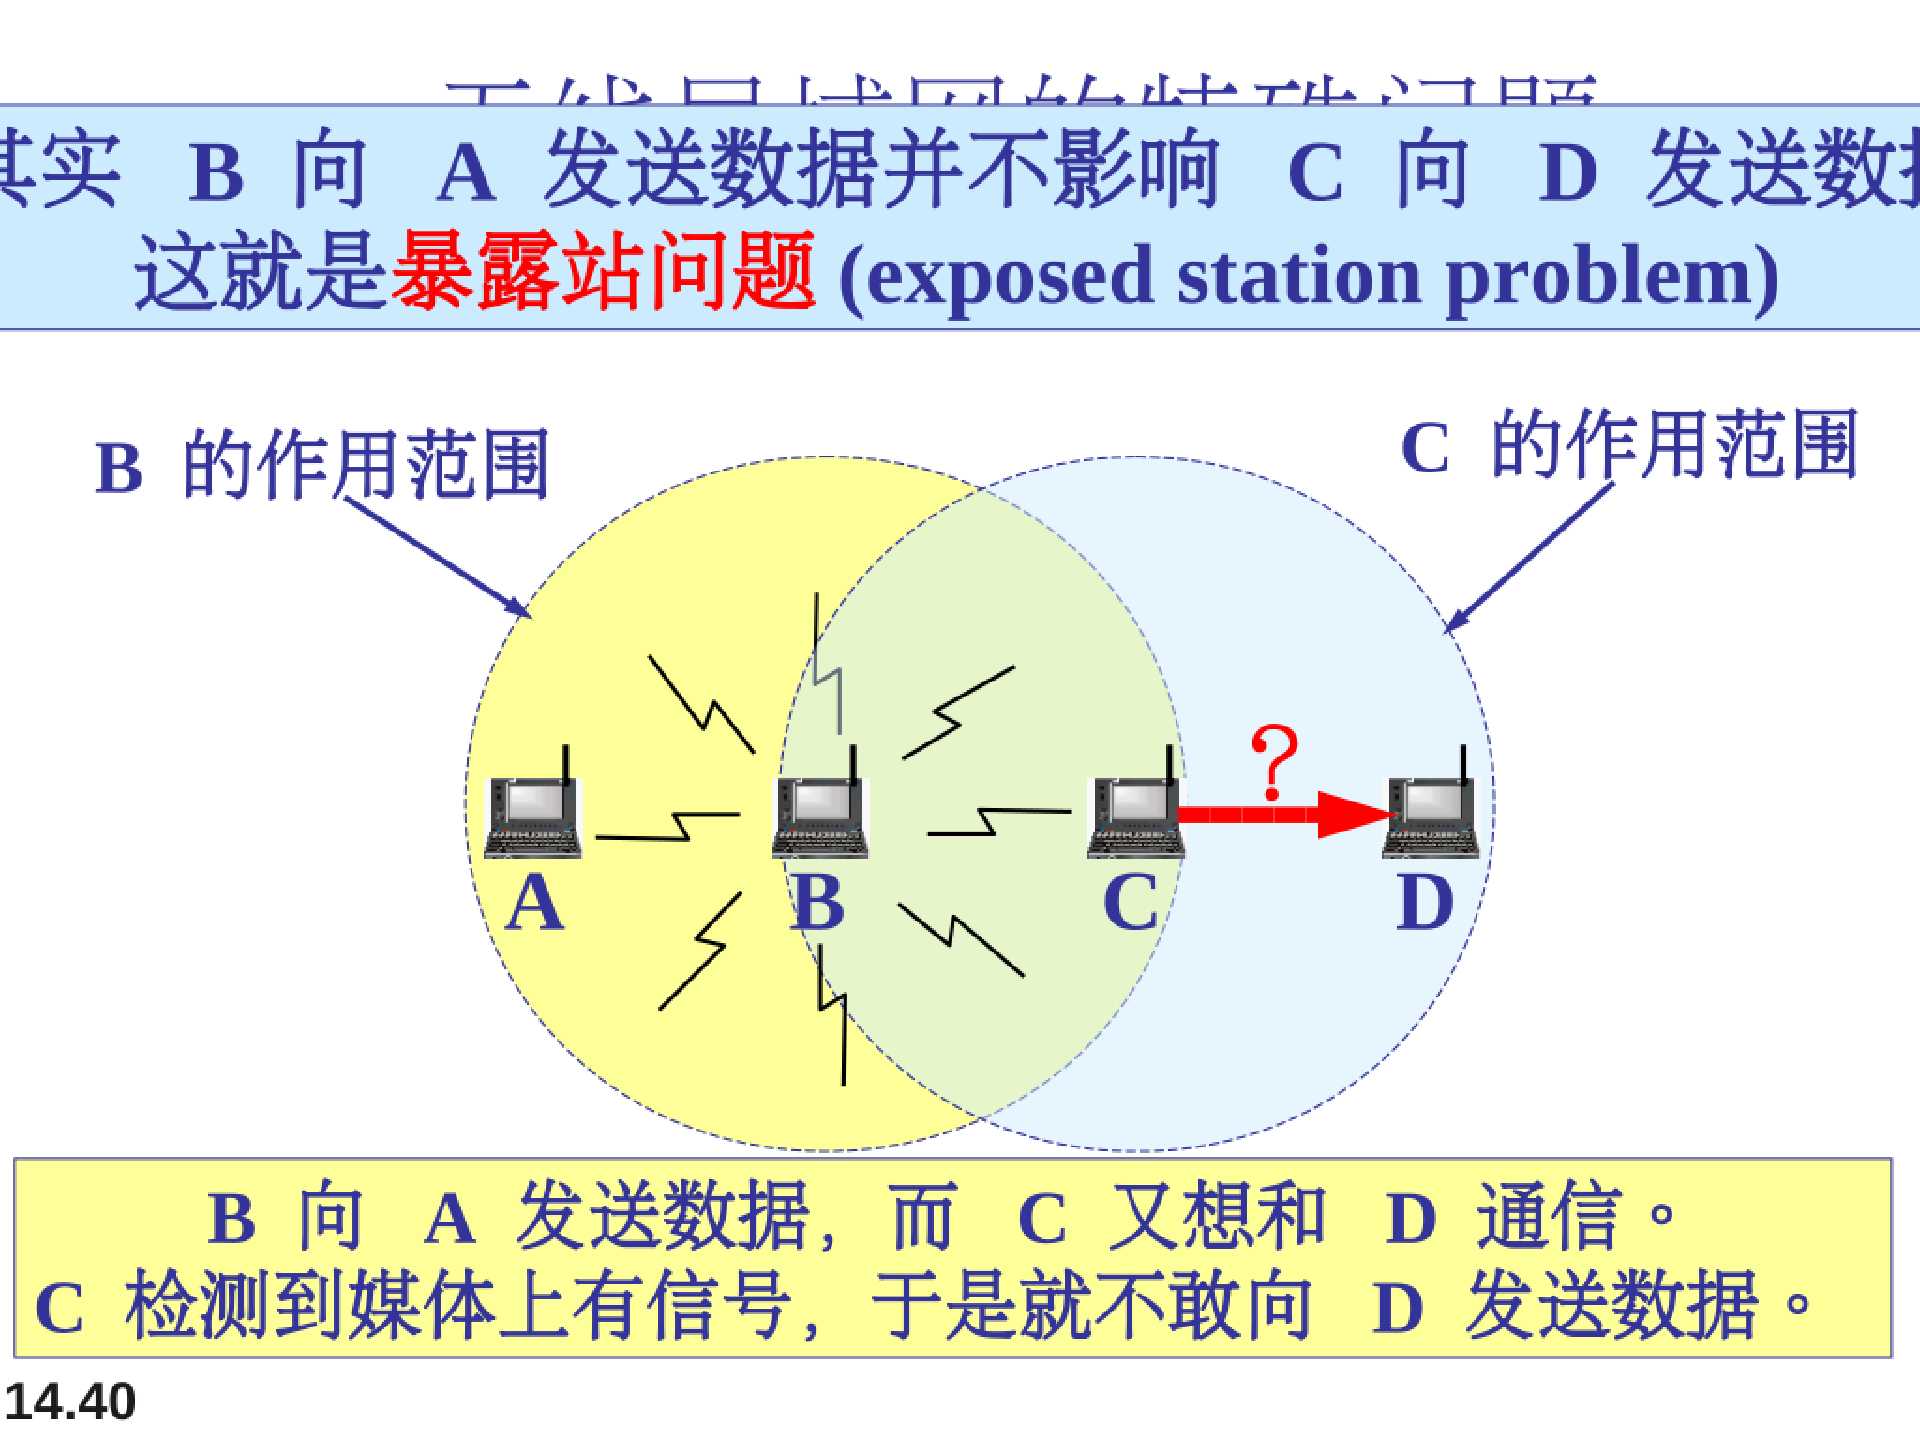 其实 B 向 A 发送数据并不影响 C 向 D 发送数据
这就是暴露站问题 (exposed station problem)
B 的作用范围
C 的作用范围
?
A
B
C
D
B 向 A 发送数据，而 C 又想和 D 通信。
C 检测到媒体上有信号，于是就不敢向 D 发送数据。
14.40